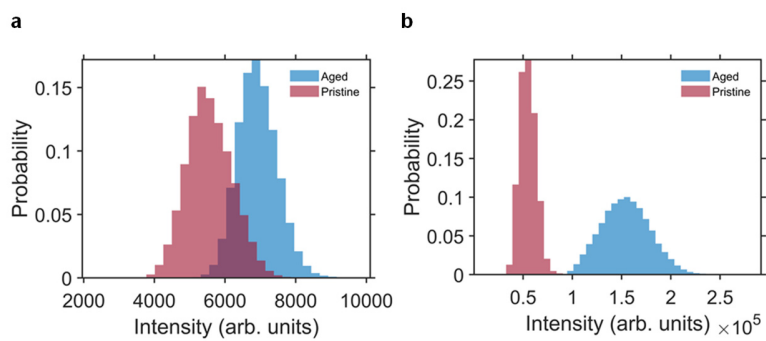 a
Aged
Pristine
0.15
0.1
0.05
0
Probability
2000 4000 6000 8000 10000
Intensity (arb. units)
b
Aged
Pristine
0.25
0.2
0.15
0.1
0.05
0
Probability
0.5 1 1.5 2 2.5
Intensity (arb. units) ×10⁵